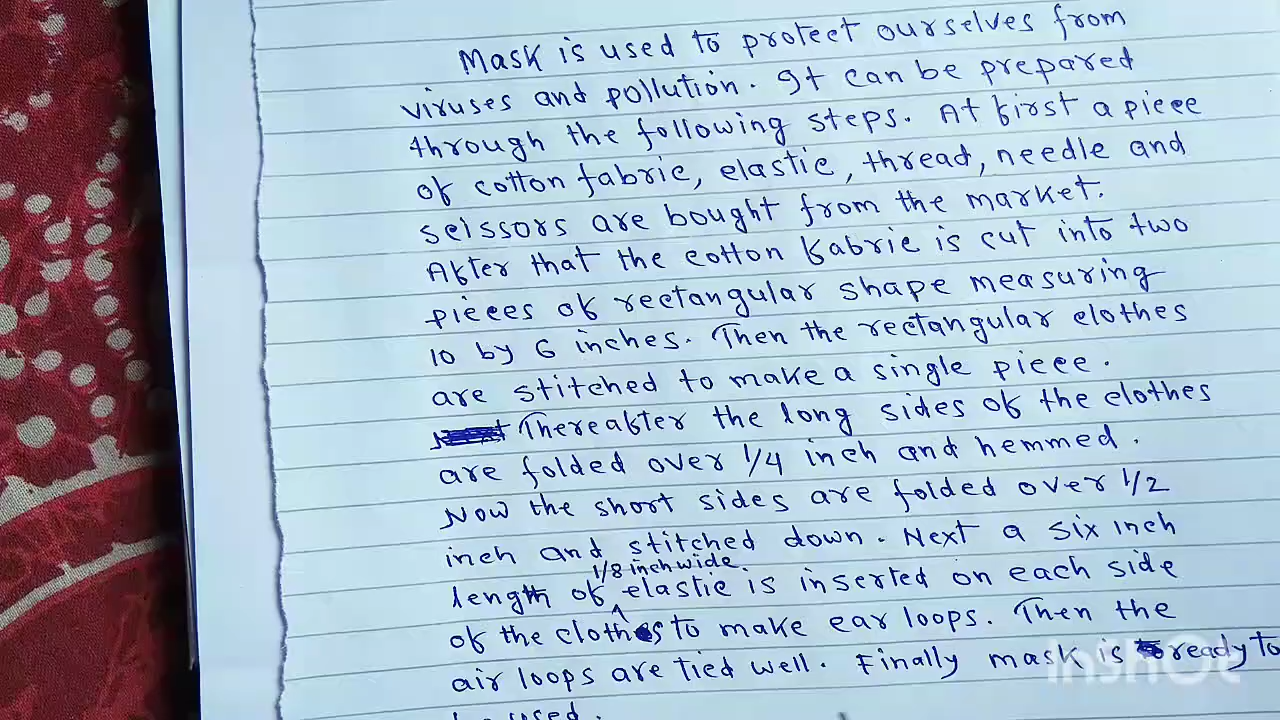 Mask is used to protect ourselves from
viruses and pollution. It can be prepared
through the following steps. At first a piece
of cotton fabric, elastic, thread, needle and
scissors are bought from the market.
After that the cotton fabric is cut into two
pieces of rectangular shape measuring
10 by 6 inches. Then the rectangular clothes
are stitched to make a single piece.
Thereafter the long sides of the clothes
are folded over 1/4 inch and hemmed.
Now the short sides are folded over 1/2
inch and stitched down. Next a six inch
1/8 inch wide
length of elastic is inserted on each side
of the cloths to make ear loops. Then the
air loops are tied well. Finally mask is ready to
be used.
InShot